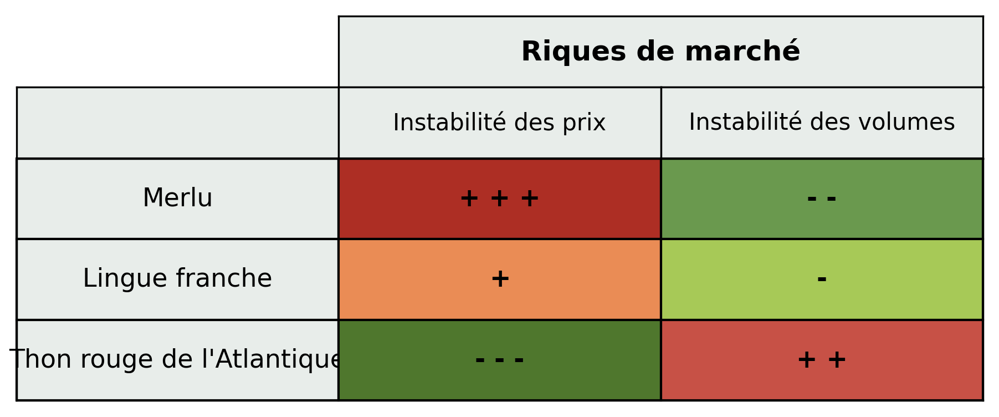 Riques de marché
Instabilité des prix Instabilité des volumes
Merlu + + + - -
Lingue franche + -
Thon rouge de l'Atlantique - - - + +